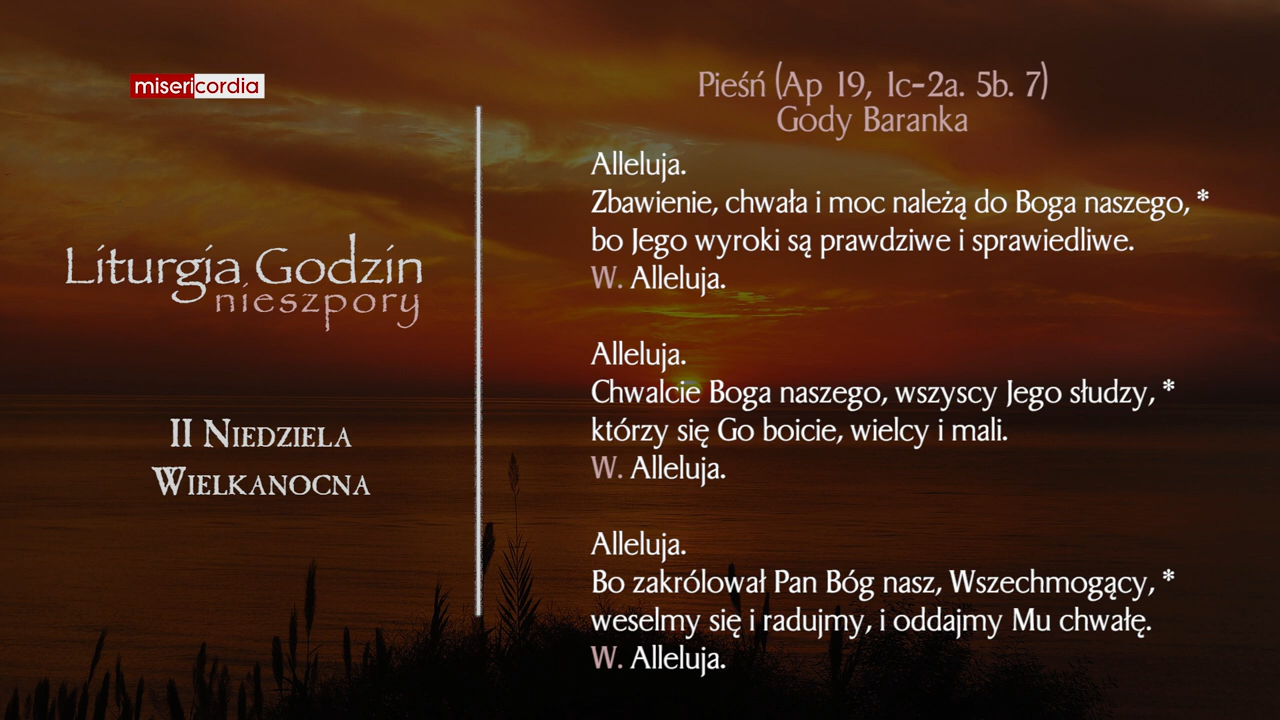 misericordia
Liturgia Godzin
nieszpory
II Niedziela
Wielkanocna
Pieśń (Ap 19, 1c-2a. 5b. 7)
Gody Baranka
Alleluja.
Zbawienie, chwała i moc należą do Boga naszego, *
bo Jego wyroki są prawdziwe i sprawiedliwe.
W. Alleluja.
Alleluja.
Chwalcie Boga naszego, wszyscy Jego słudzy, *
którzy się Go boicie, wielcy i mali.
W. Alleluja.
Alleluja.
Bo zakrólował Pan Bóg nasz, Wszechmogący, *
weselmy się i radujmy, i oddajmy Mu chwałę.
W. Alleluja.